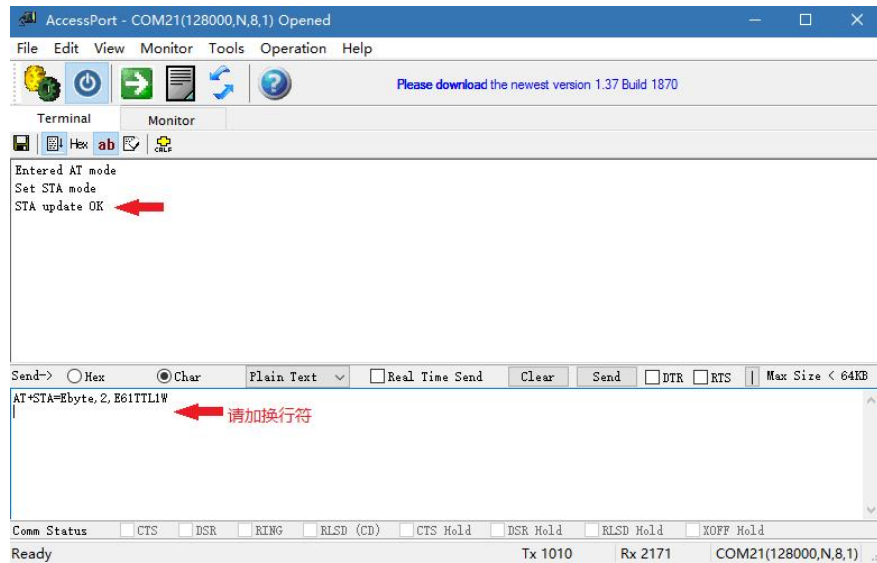 AccessPort - COM21(128000,N,8,1) Opened
File Edit View Monitor Tools Operation Help
Please download the newest version 1.37 Build 1870
Terminal Monitor
Hex ab CRLF
Entered AT mode
Set STA mode
STA update OK
Send-> Hex Char Plain Text Real Time Send Clear Send DTR RTS Max Size < 64KB
AT+STA=Ebyte,2,E61TTL1W
请加换行符
Comm Status CTS DSR RING RLSD (CD) CTS Hold DSR Hold RLSD Hold XOFF Hold
Ready Tx 1010 Rx 2171 COM21(128000,N,8,1)